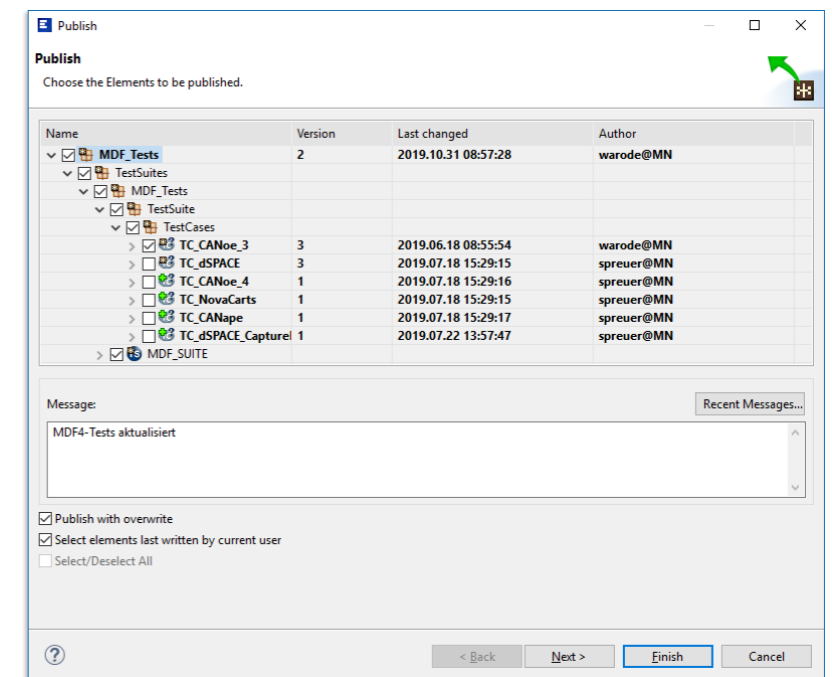 Publish
Publish
Choose the Elements to be published.
Name Version Last changed Author
MDF_Tests 2 2019.10.31 08:57:28 warode@MN
TestSuites
MDF_Tests
TestSuite
TestCases
TC_CANoe_3 3 2019.06.18 08:55:54 warode@MN
TC_dSPACE 3 2019.07.18 15:29:15 spreuer@MN
TC_CANoe_4 1 2019.07.18 15:29:16 spreuer@MN
TC_NovaCarts 1 2019.07.18 15:29:15 spreuer@MN
TC_CANape 1 2019.07.18 15:29:17 spreuer@MN
TC_dSPACE_Capturel 1 2019.07.22 13:57:47 spreuer@MN
MDF_SUITE
Message: Recent Messages...
MDF4-Tests aktualisiert
Publish with overwrite
Select elements last written by current user
Select/Deselect All
< Back Next > Finish Cancel